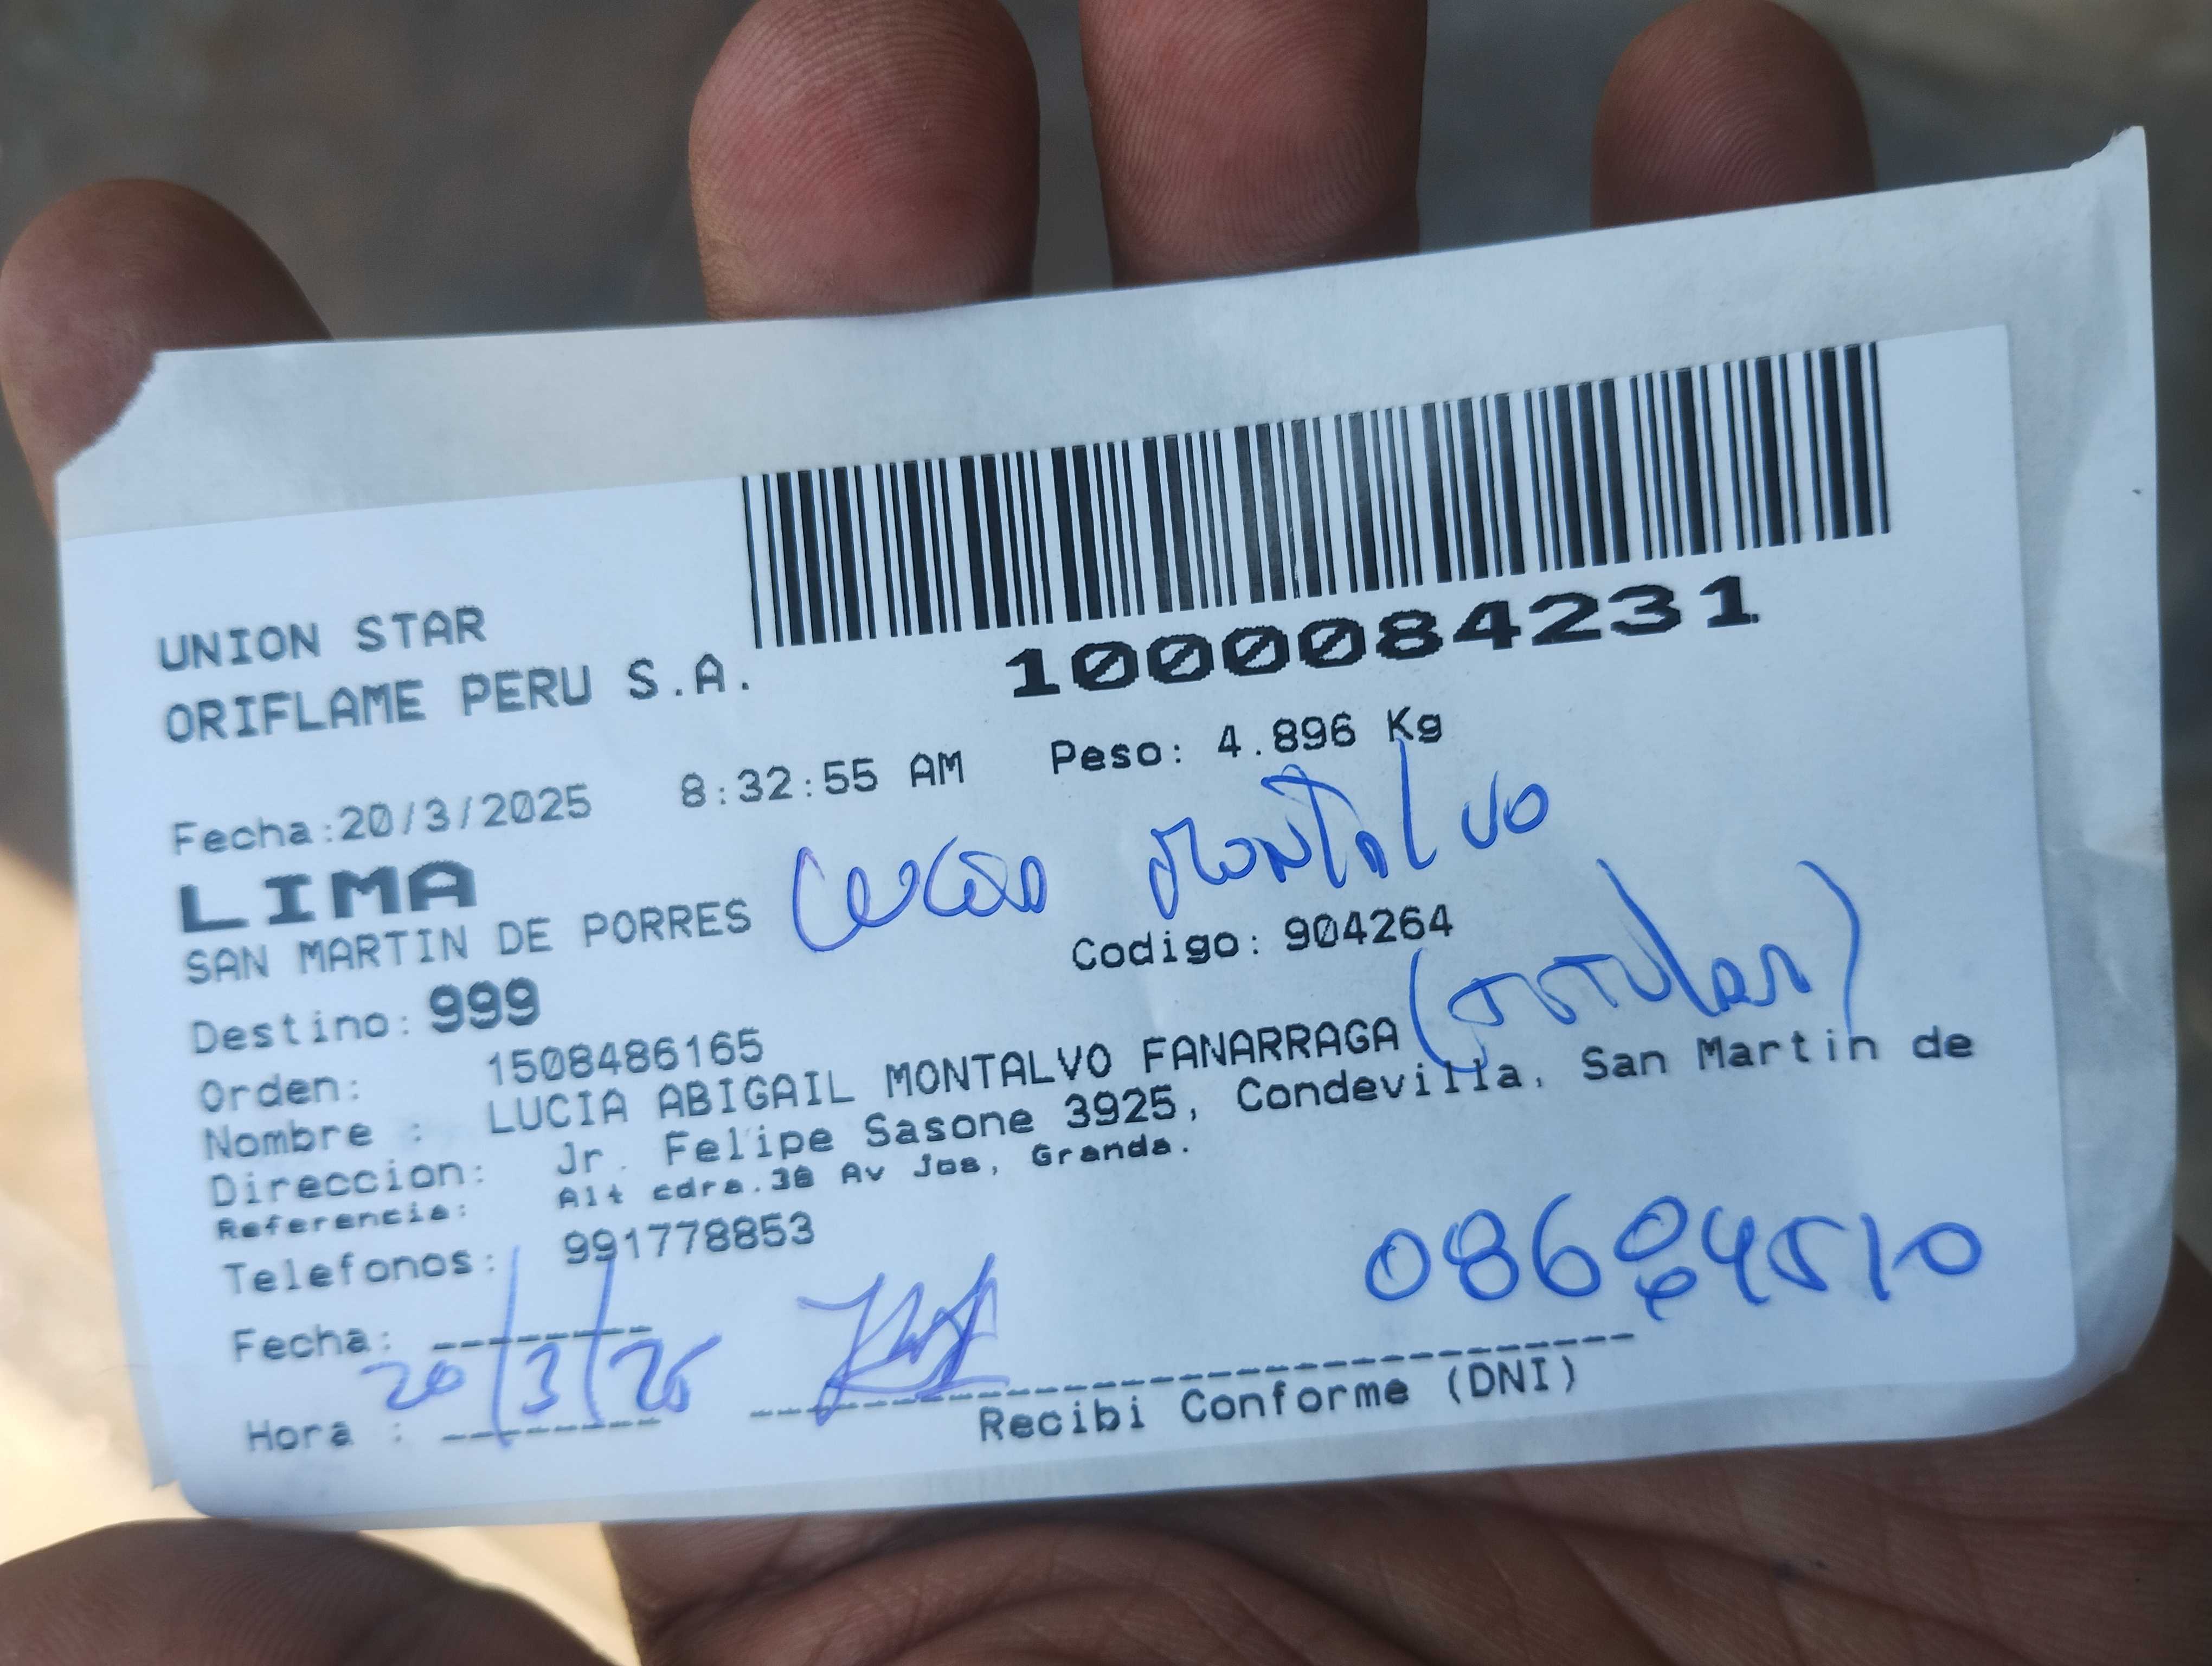 UNION STAR
ORIFLAME PERU S.A.
1000084231
Fecha:20/3/2025 8:32:55 AM Peso: 4.896 Kg
LIMA
SAN MARTIN DE PORRES Lucia Montalvo
Destino: 999 Codigo: 904264
Orden: 1508486165
Nombre : LUCIA ABIGAIL MONTALVO FANARRAGA (TITULAR)
Direccion: Jr. Felipe Sasone 3925, Condevilla, San Martin de
Referencia: Alt cdra.38 Av Jos, Granda.
Telefonos: 991778853
Fecha: 20/3/25
Hora :
Recibi Conforme (DNI)